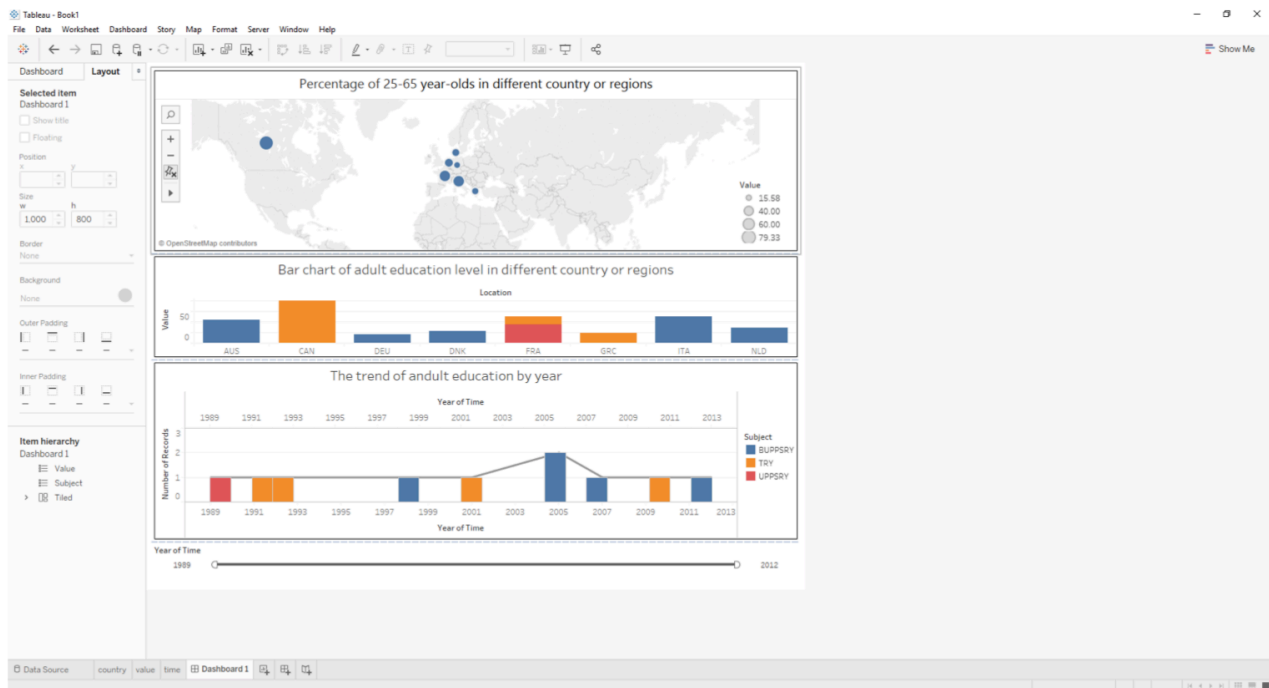 Tableau - Book1
File Data Worksheet Dashboard Story Map Format Server Window Help
Show Me
Dashboard Layout
Selected item
Dashboard 1
Show title
Floating
Position
x y
Size
w h
1,000 800
Border
None
Background
None
Outer Padding
Inner Padding
Item hierarchy
Dashboard 1
Value
Subject
Tiled
Percentage of 25-65 year-olds in different country or regions
Value
15.58
40.00
60.00
79.33
© OpenStreetMap contributors
Bar chart of adult education level in different country or regions
Location
Value
50
0
AUS CAN DEU DNK FRA GRC ITA NLD
The trend of andult education by year
Year of Time
1989 1991 1993 1995 1997 1999 2001 2003 2005 2007 2009 2011 2013
Number of Records
3
2
1
0
1989 1991 1993 1995 1997 1999 2001 2003 2005 2007 2009 2011 2013
Year of Time
Subject
BUPPSRY
TRY
UPPSRY
Year of Time
1989 2012
Data Source country value time Dashboard 1